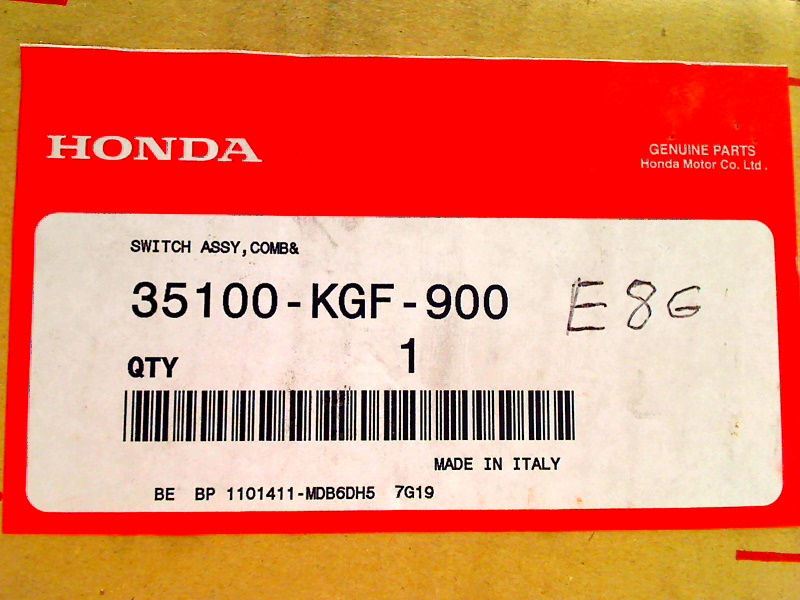 HONDA
GENUINE PARTS
Honda Motor Co. Ltd.
SWITCH ASSY,COMB&
35100-KGF-900
E8G
QTY 1
MADE IN ITALY
BE BP 1101411-MDB6DH5 7G19